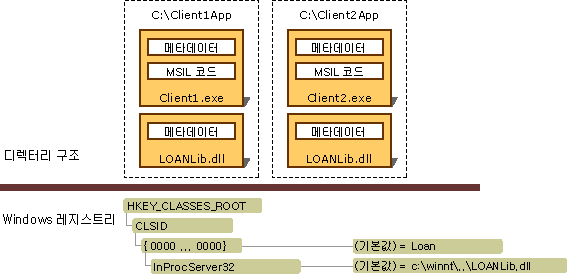 C:\Client1App
C:\Client2App
메타데이터
메타데이터
MSIL 코드
MSIL 코드
Client1.exe
Client2.exe
메타데이터
메타데이터
LOANLib.dll
LOANLib.dll
디렉터리 구조
Windows 레지스트리
HKEY_CLASSES_ROOT
CLSID
{0000 ... 0000}
(기본값) = Loan
InProcServer32
(기본값) = c:\winnt\..\LOANLib.dll